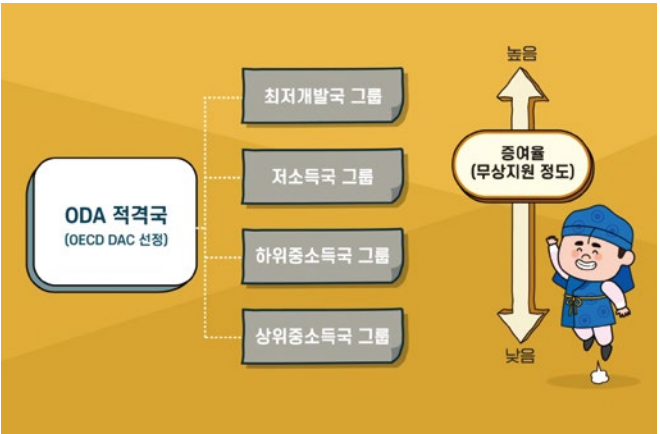 ODA 적격국
(OECD DAC 선정)
최저개발국 그룹
저소득국 그룹
하위중소득국 그룹
상위중소득국 그룹
높음
증여율
(무상지원 정도)
낮음